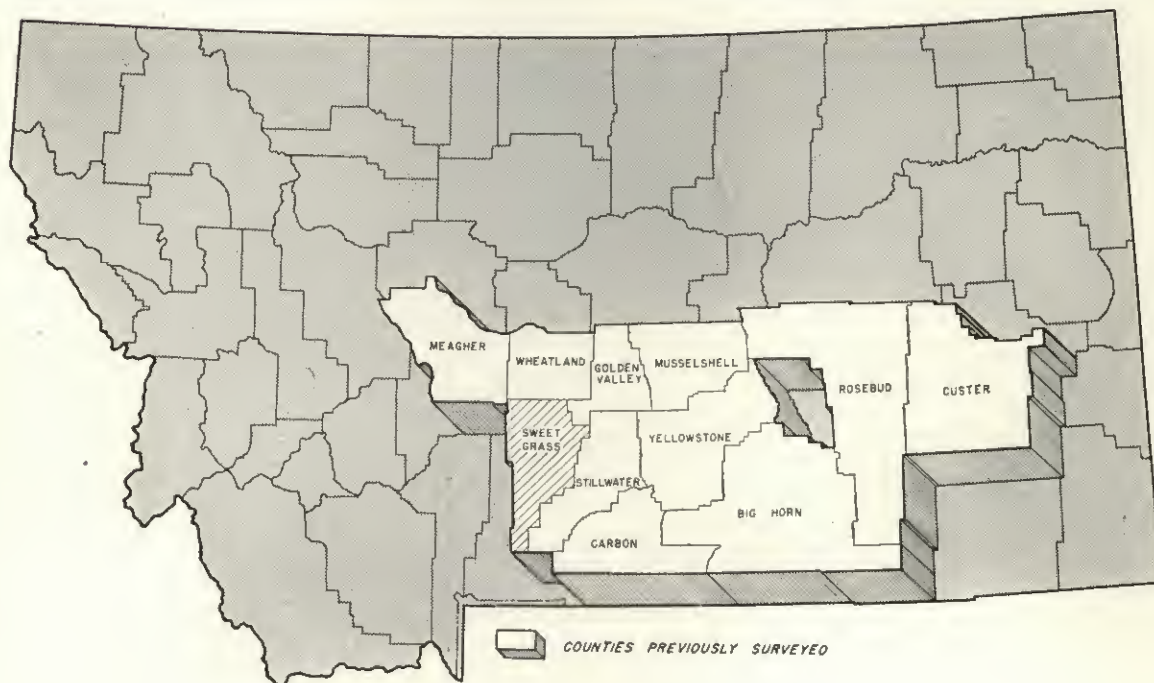 MEAGHER
WHEATLAND
GOLDEN
VALLEY
MUSSELSHELL
ROSEBUD
CUSTER
SWEET
GRASS
YELLOWSTONE
STILLWATER
BIG HORN
CARBON
COUNTIES PREVIOUSLY SURVEYED